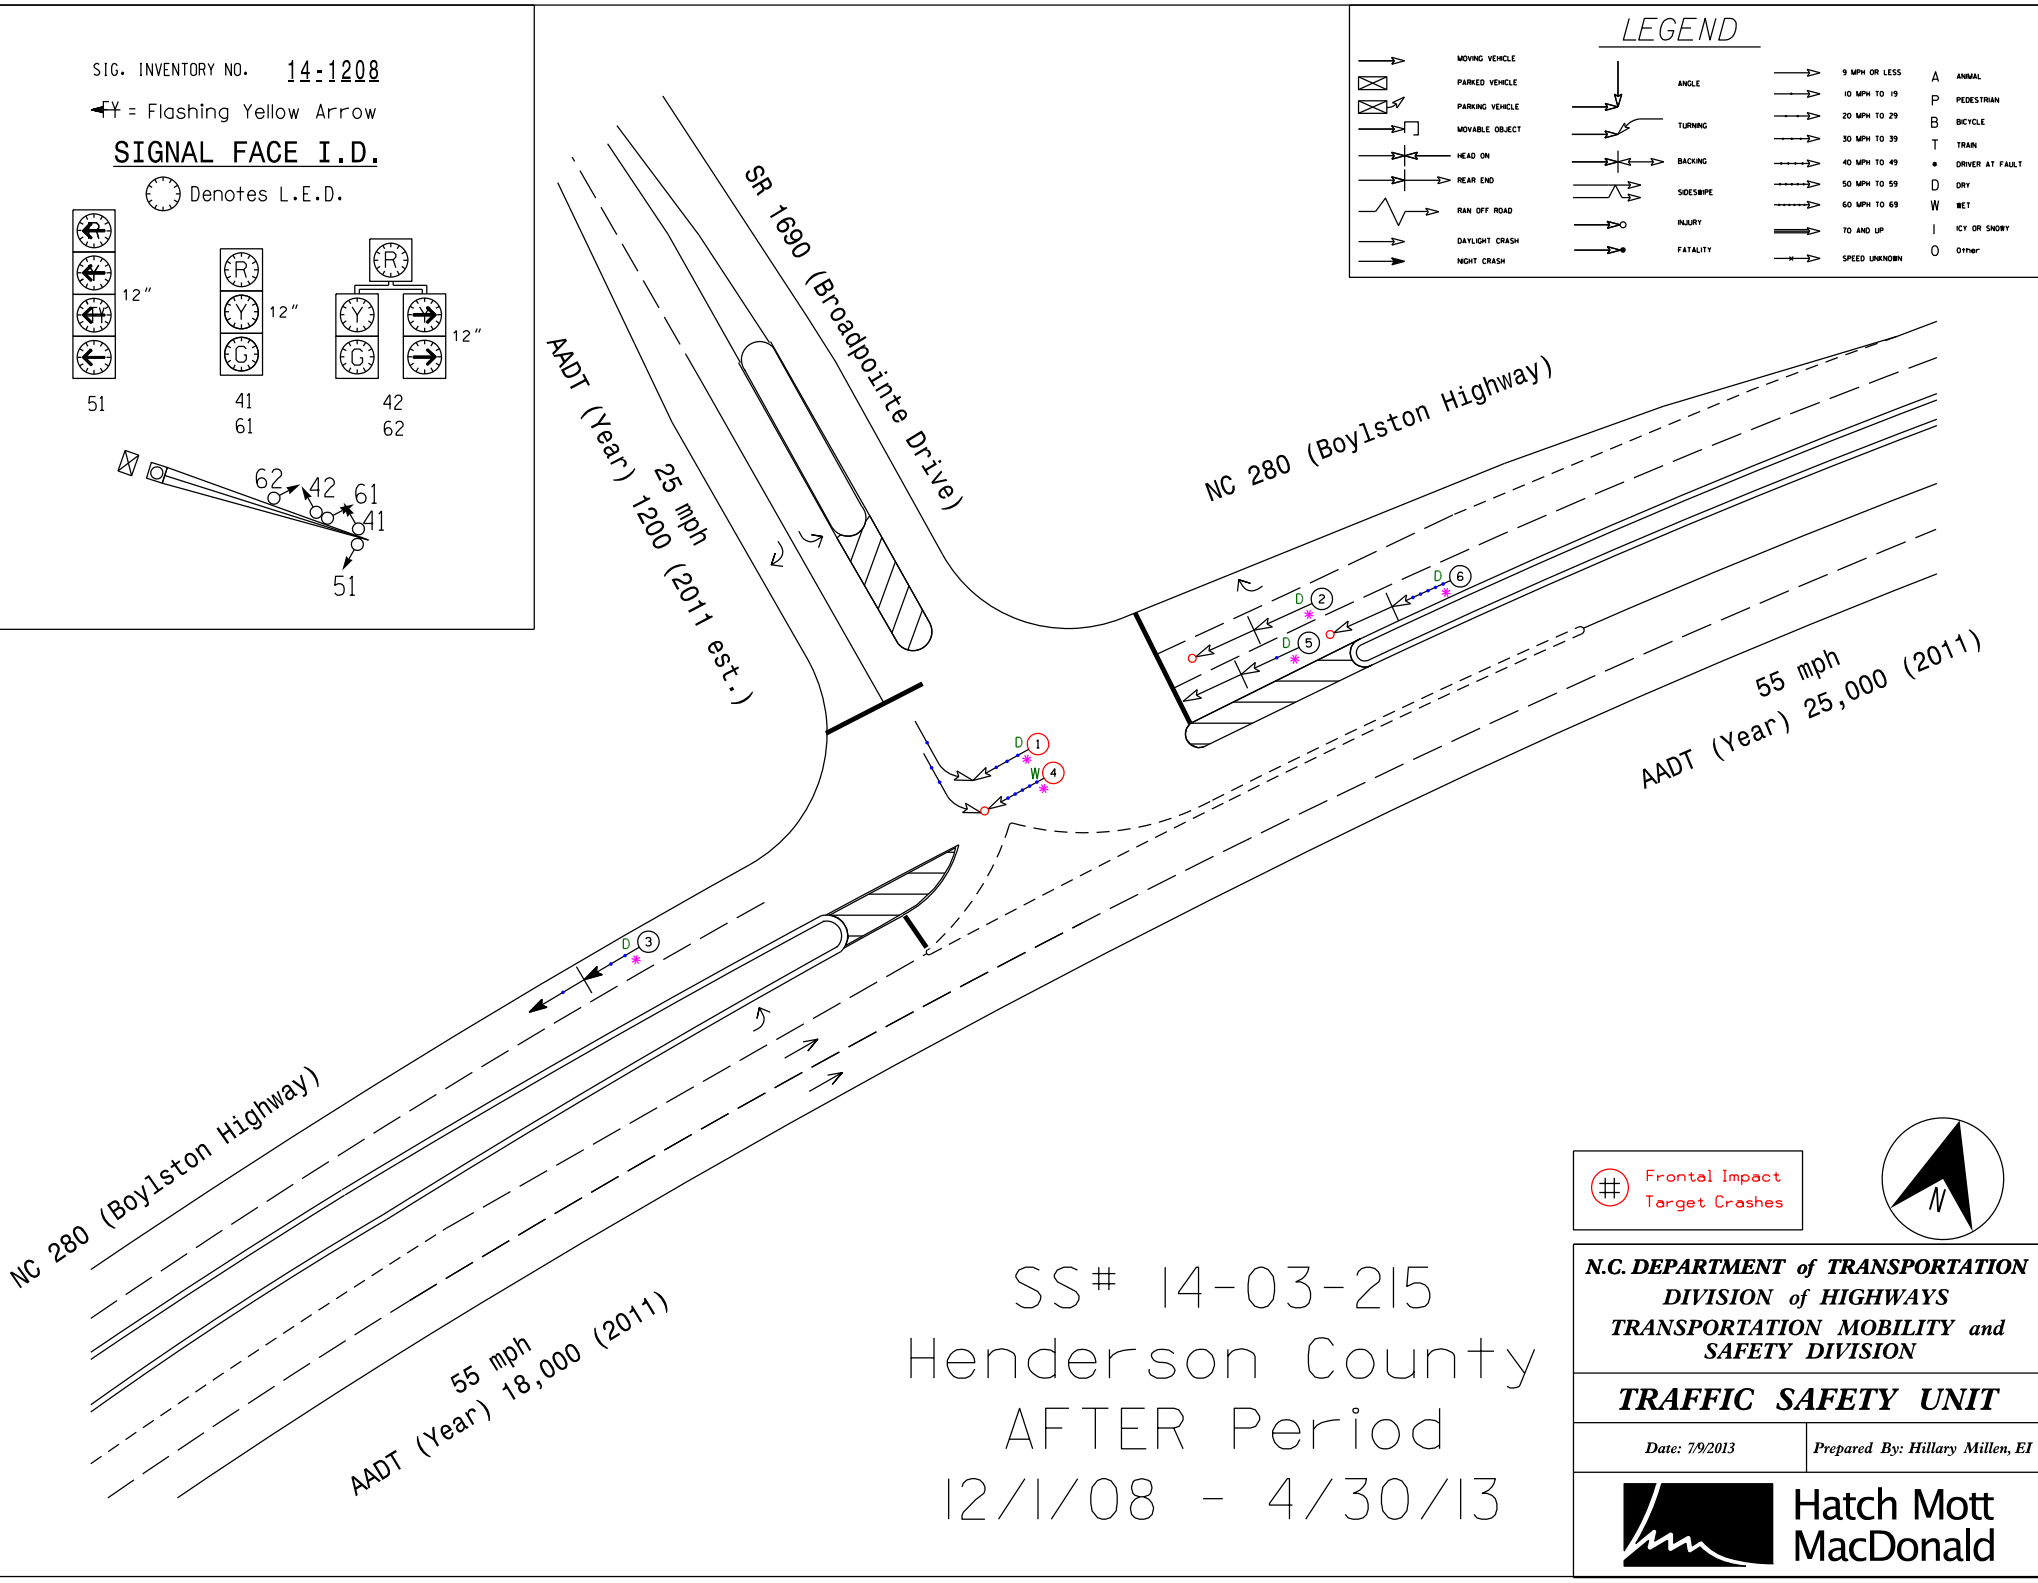 SIG. INVENTORY NO. 14-1208
FY = Flashing Yellow Arrow
SIGNAL FACE I.D.
Denotes L.E.D.
R
Y
FY
12"
51
R
Y
G
12"
41
61
R
Y
Y
G
12"
42
62
62
42
61
41
51
LEGEND
MOVING VEHICLE
PARKED VEHICLE
PARKING VEHICLE
MOVABLE OBJECT
HEAD ON
REAR END
RAN OFF ROAD
DAYLIGHT CRASH
NIGHT CRASH
ANGLE
TURNING
BACKING
SIDESWIPE
INJURY
FATALITY
9 MPH OR LESS
10 MPH TO 19
20 MPH TO 29
30 MPH TO 39
40 MPH TO 49
50 MPH TO 59
60 MPH TO 69
70 AND UP
SPEED UNKNOWN
A ANIMAL
P PEDESTRIAN
B BICYCLE
T TRAIN
DRIVER AT FAULT
D DRY
W WET
I ICY OR SNOWY
O Other
SR 1690 (Broadpointe Drive)
25 mph
AADT (Year) 1200 (2011 est.)
NC 280 (Boylston Highway)
D 6
D 2
D 5
55 mph
AADT (Year) 25,000 (2011)
D 1
W 4
D 3
NC 280 (Boylston Highway)
55 mph
AADT (Year) 18,000 (2011)
SS# 14-03-215
Henderson County
AFTER Period
12/1/08 - 4/30/13
# Frontal Impact
Target Crashes
N
N.C. DEPARTMENT of TRANSPORTATION
DIVISION of HIGHWAYS
TRANSPORTATION MOBILITY and
SAFETY DIVISION
TRAFFIC SAFETY UNIT
Date: 7/9/2013
Prepared By: Hillary Millen, EI
Hatch Mott
MacDonald